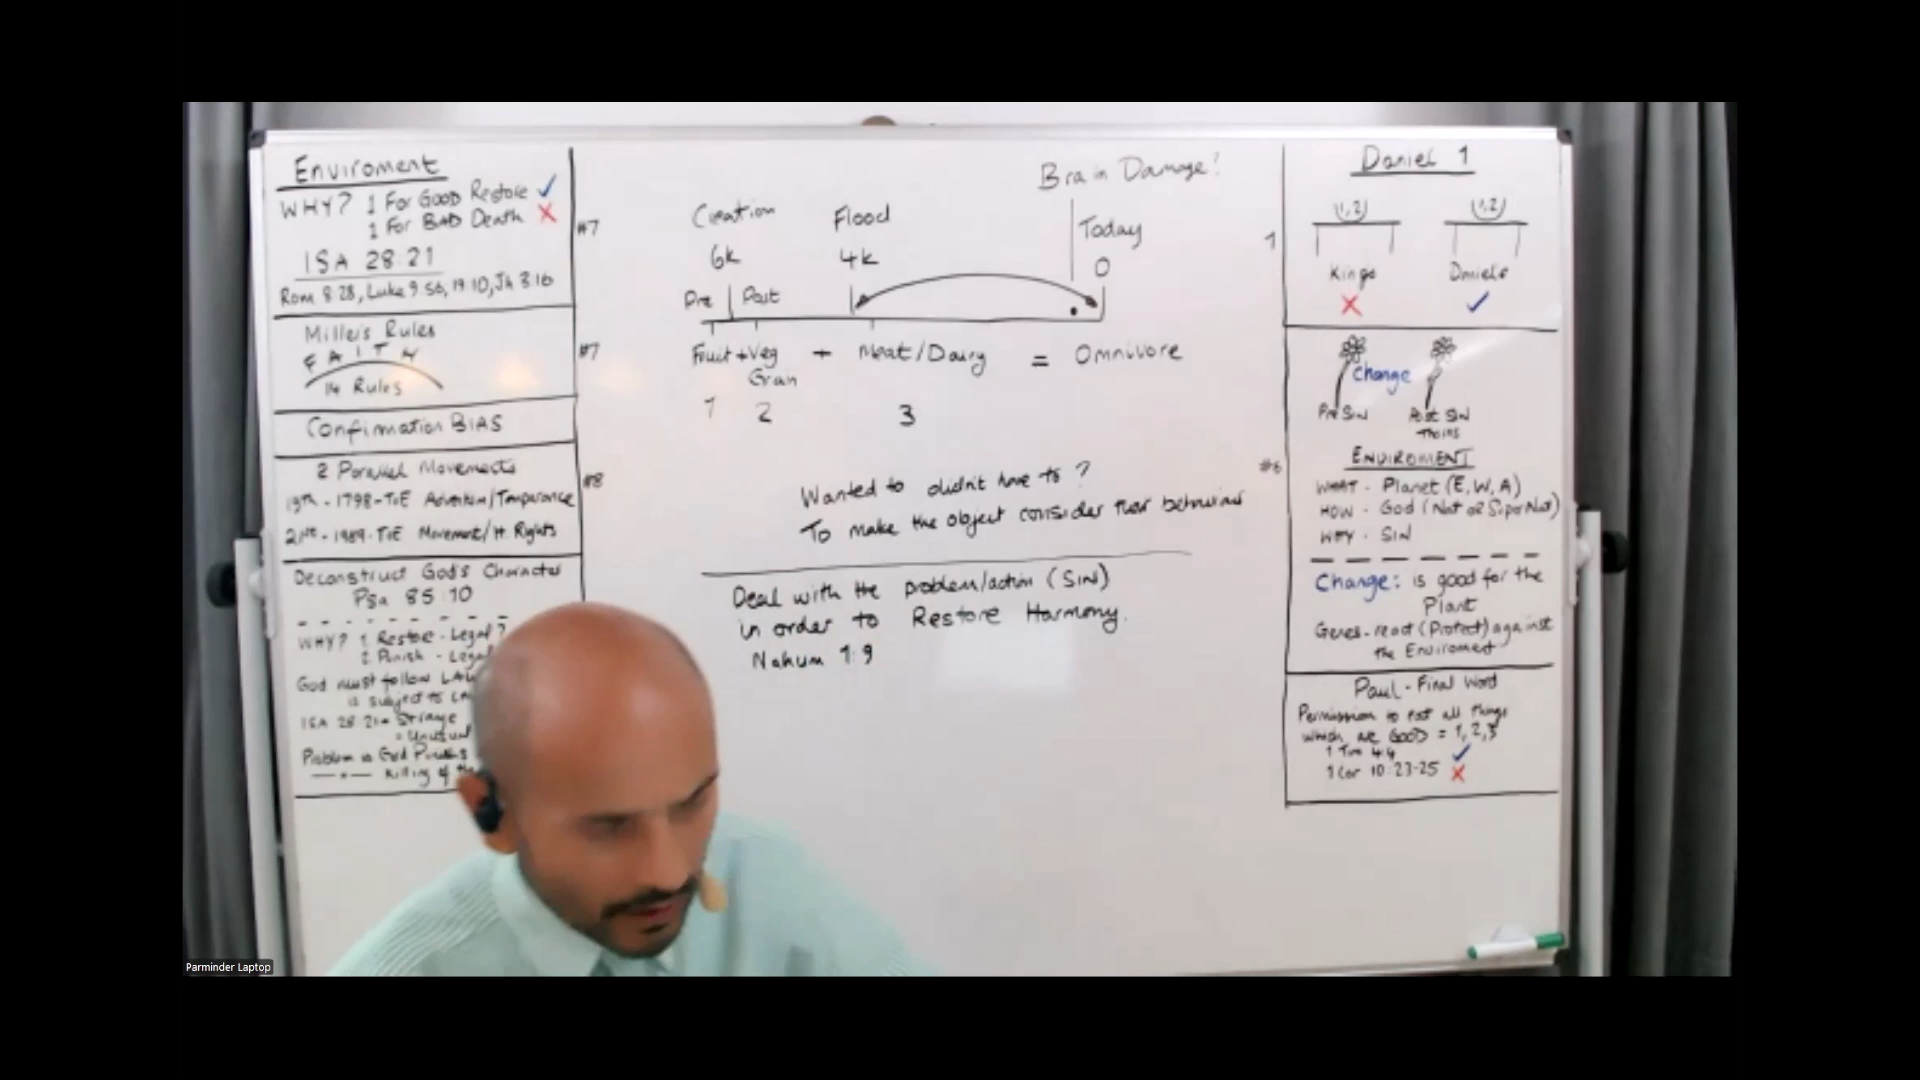 Enviroment
WHY? 1 For Good Restore ✓
1 For BAD Death ✗
ISA 28:21
Rom 8:28, Luke 9 56, 19:10, Jh 3:16
#7
Millers Rules
FAITH
14 Rules
#7
Confirmation BIAS
2 Parallel Movements
19th - 1798 - ToE Adventism/Temperance
21st - 1989 - ToE Movement/H. Rights
#8
Deconstruct God's Character
Psa 85:10
WHY? 1 Restore - Legal?
2 Punish - Legal
God must follow LAW
is subject to
ISA 28 21 = Strange
= Unusual
Problem is God Punishes
killing of the
Brain Damage!
Creation Flood Today
6k 4k 0
Pre Post
Fruit + Veg + Meat/Dairy = Omnivore
Grain
1 2 3
Wanted to didn't have to?
To make the object consider their behaviour
Deal with the problem/action (SIN)
in order to Restore Harmony.
Nahum 1:9
Daniel 1
1
(1,2) (1,2)
Kings Daniels
✗ ✓
Change
Pre SIN Post SIN
Thorns
#6
ENVIROMENT
WHAT - Planet (E, W, A)
HOW - God (Nat or SuperNat)
WHY - SIN
Change: is good for the
Plant
Genes - react (Protect) against
the Enviroment
Paul - Final Word
Permission to eat all things
which are GOOD = 1, 2, 3
1 Tim 4:4 ✓
1 Cor 10:23-25 ✗
Parminder Laptop